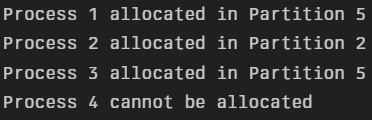 Process 1 allocated in Partition 5
Process 2 allocated in Partition 2
Process 3 allocated in Partition 5
Process 4 cannot be allocated